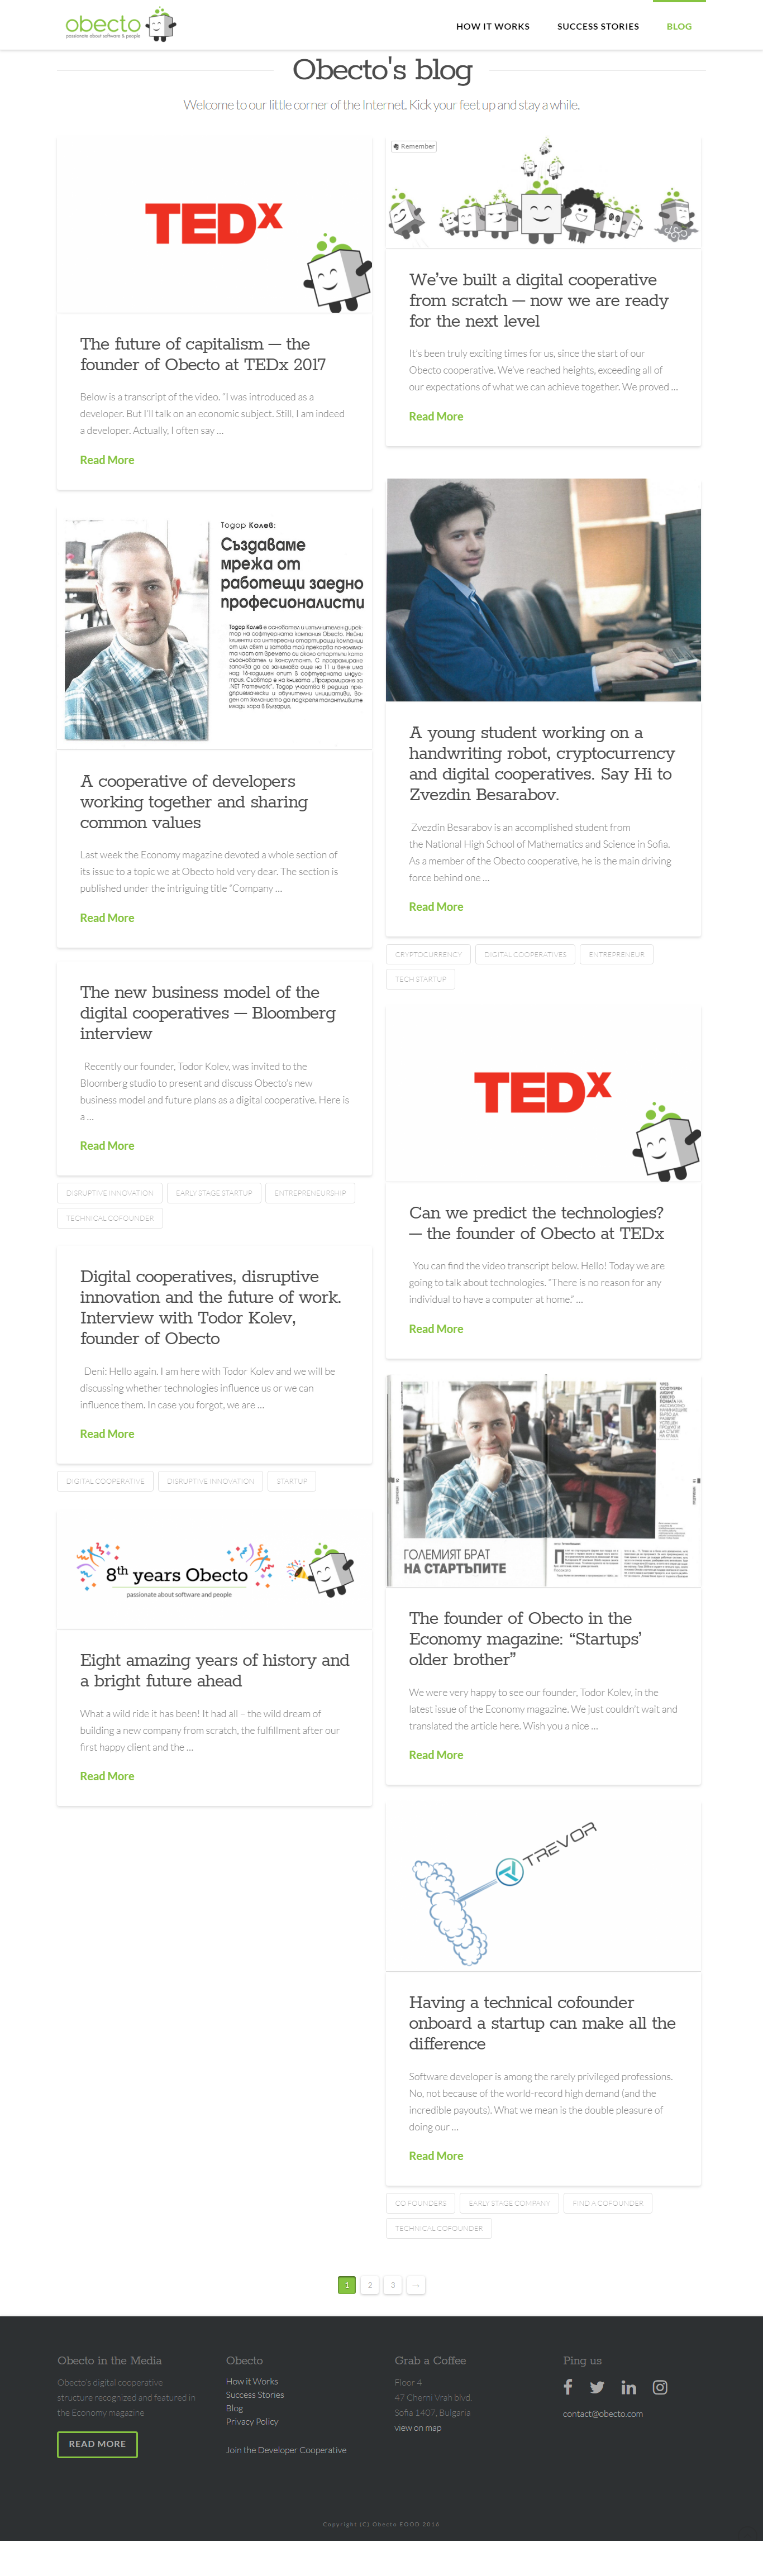 obecto
passionate about software & people
HOW IT WORKS
SUCCESS STORIES
BLOG
Obecto's blog
Welcome to our little corner of the Internet. Kick your feet up and stay a while.
TEDx
The future of capitalism — the
founder of Obecto at TEDx 2017
Below is a transcript of the video. “I was introduced as a
developer. But I’ll talk on an economic subject. Still, I am indeed
a developer. Actually, I often say ...
Read More
Remember
We’ve built a digital cooperative
from scratch — now we are ready
for the next level
It’s been truly exciting times for us, since the start of our
Obecto cooperative. We’ve reached heights, exceeding all of
our expectations of what we can achieve together. We proved ...
Read More
Тодор Колев:
Създаваме
мрежа от
работещи заедно
професионалисти
A cooperative of developers
working together and sharing
common values
Last week the Economy magazine devoted a whole section of
its issue to a topic we at Obecto hold very dear. The section is
published under the intriguing title “Company ...
Read More
A young student working on a
handwriting robot, cryptocurrency
and digital cooperatives. Say Hi to
Zvezdin Besarabov.
Zvezdin Besarabov is an accomplished student from
the National High School of Mathematics and Science in Sofia.
As a member of the Obecto cooperative, he is the main driving
force behind one ...
Read More
CRYPTOCURRENCY
DIGITAL COOPERATIVES
ENTREPRENEUR
TECH STARTUP
The new business model of the
digital cooperatives — Bloomberg
interview
Recently our founder, Todor Kolev, was invited to the
Bloomberg studio to present and discuss Obecto’s new
business model and future plans as a digital cooperative. Here is
a ...
Read More
DISRUPTIVE INNOVATION
EARLY STAGE STARTUP
ENTREPRENEURSHIP
TECHNICAL COFOUNDER
TEDx
Can we predict the technologies?
— the founder of Obecto at TEDx
You can find the video transcript below. Hello! Today we are
going to talk about technologies. “There is no reason for any
individual to have a computer at home.” ...
Read More
Digital cooperatives, disruptive
innovation and the future of work.
Interview with Todor Kolev,
founder of Obecto
Deni: Hello again. I am here with Todor Kolev and we will be
discussing whether technologies influence us or we can
influence them. In case you forgot, we are ...
Read More
DIGITAL COOPERATIVE
DISRUPTIVE INNOVATION
STARTUP
ГОЛЕМИЯТ БРАТ
НА СТАРТЪПИТЕ
The founder of Obecto in the
Economy magazine: “Startups’
older brother”
We were very happy to see our founder, Todor Kolev, in the
latest issue of the Economy magazine. We just couldn’t wait and
translated the article here. Wish you a nice ...
Read More
8th years Obecto
passionate about software and people
Eight amazing years of history and
a bright future ahead
What a wild ride it has been! It had all – the wild dream of
building a new company from scratch, the fulfillment after our
first happy client and the ...
Read More
TREVOR
Having a technical cofounder
onboard a startup can make all the
difference
Software developer is among the rarely privileged professions.
No, not because of the world-record high demand (and the
incredible payouts). What we mean is the double pleasure of
doing our ...
Read More
CO FOUNDERS
EARLY STAGE COMPANY
FIND A COFOUNDER
TECHNICAL COFOUNDER
1 2 3 →
Obecto in the Media
Obecto’s digital cooperative
structure recognized and featured in
the Economy magazine
READ MORE
Obecto
How it Works
Success Stories
Blog
Privacy Policy
Join the Developer Cooperative
Grab a Coffee
Floor 4
47 Cherni Vrah blvd.
Sofia 1407, Bulgaria
view on map
Ping us
contact@obecto.com
Copyright (C) Obecto EOOD 2016